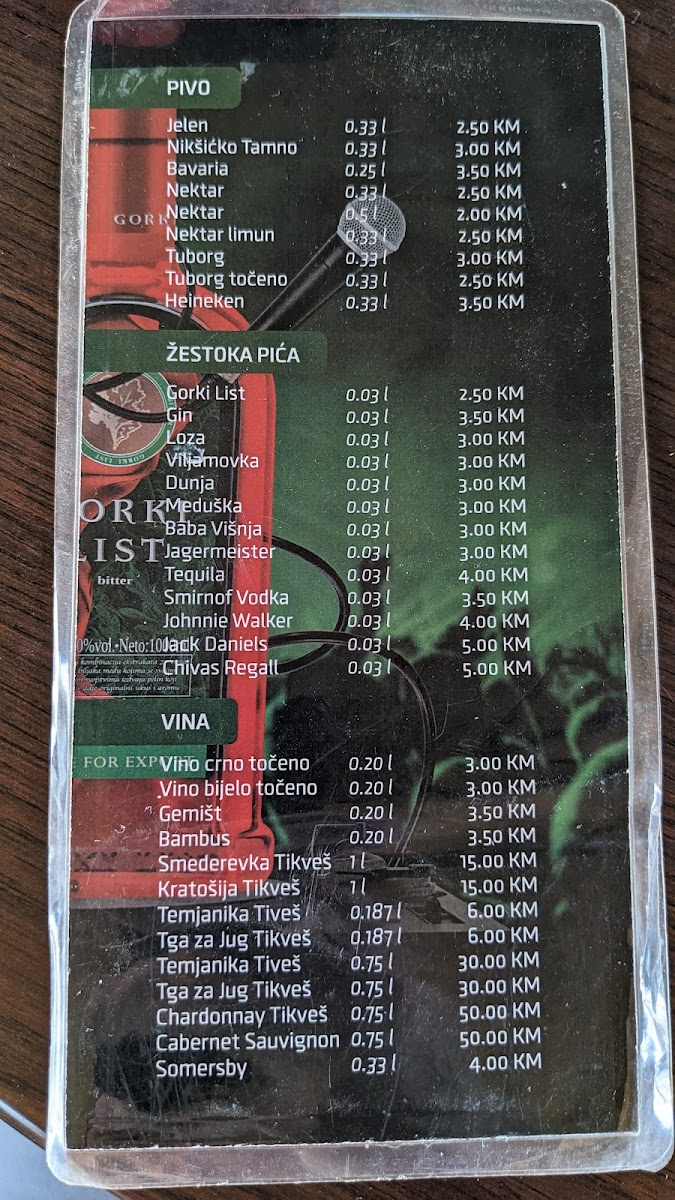 PIVO
Jelen 0.33 l 2.50 KM
Nikšićko Tamno 0.33 l 3.00 KM
Bavaria 0.25 l 3.50 KM
Nektar 0.33 l 2.50 KM
Nektar 0.5 l 2.00 KM
Nektar limun 0.33 l 2.50 KM
Tuborg 0.33 l 3.00 KM
Tuborg točeno 0.33 l 2.50 KM
Heineken 0.33 l 3.50 KM
GORK
ŽESTOKA PIĆA
Gorki List 0.03 l 2.50 KM
Gin 0.03 l 3.50 KM
Loza 0.03 l 3.00 KM
Viljamovka 0.03 l 3.00 KM
Dunja 0.03 l 3.00 KM
Meduška 0.03 l 3.00 KM
Baba Višnja 0.03 l 3.00 KM
Jagermeister 0.03 l 3.00 KM
Tequila 0.03 l 4.00 KM
Smirnof Vodka 0.03 l 3.50 KM
Johnnie Walker 0.03 l 4.00 KM
Jack Daniels 0.03 l 5.00 KM
Chivas Regall 0.03 l 5.00 KM
GORKI LIST
ORKI
LIST
bitter
VINA
Vino crno točeno 0.20 l 3.00 KM
Vino bijelo točeno 0.20 l 3.00 KM
Gemišt 0.20 l 3.50 KM
Bambus 0.20 l 3.50 KM
Smederevka Tikveš 1 l 15.00 KM
Kratošija Tikveš 1 l 15.00 KM
Temjanika Tiveš 0.187 l 6.00 KM
Tga za Jug Tikveš 0.187 l 6.00 KM
Temjanika Tiveš 0.75 l 30.00 KM
Tga za Jug Tikveš 0.75 l 30.00 KM
Chardonnay Tikveš 0.75 l 50.00 KM
Cabernet Sauvignon 0.75 l 50.00 KM
Somersby 0.33 l 4.00 KM
FOR EXPORT